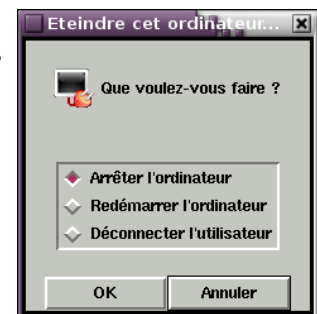 Eteindre cet ordinateur...
Que voulez-vous faire ?
Arrêter l'ordinateur
Redémarrer l'ordinateur
Déconnecter l'utilisateur
OK
Annuler